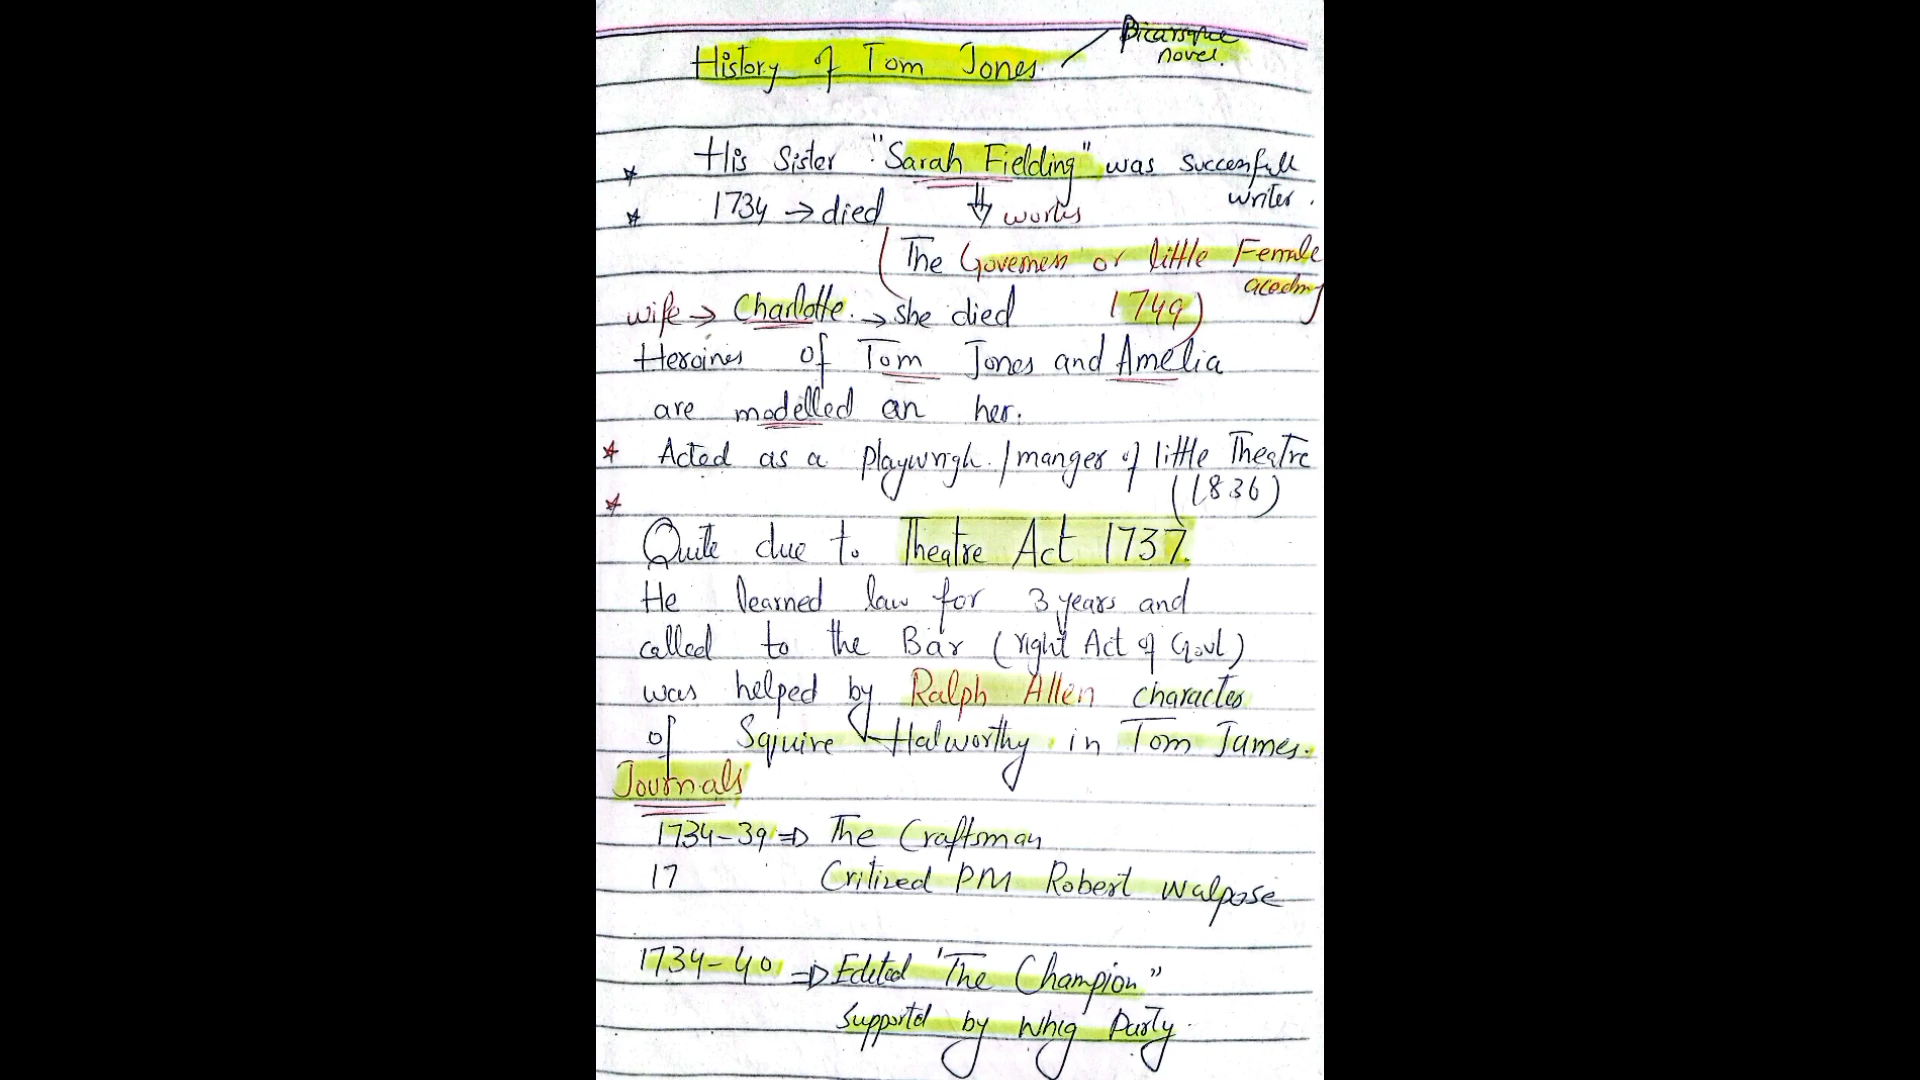 Picarsque
novel.
History of Tom Jones.
* His Sister "Sarah Fielding" was Succesfull
writer.
* 1734 → died ⇓ works
(The Governess or little Female
acedmy
wife → Charlotte. → she died 1749)
Heroines of Tom Jones and Amelia
are modelled an her.
* Acted as a playwrigh. / manger of little Theatre
(1836)
*
Quite due to Theatre Act 1737.
He learned law for 3 years and
called to the Bar (right Act of Govt)
was helped by Ralph Allen character
of Squire Halworthy in Tom James.
Journals
1734-39 ⇒ The Craftsman
17 Critized PM Robert Walpose
1734-40 ⇒ Edited 'The Champion"
Supported by Whig Party.